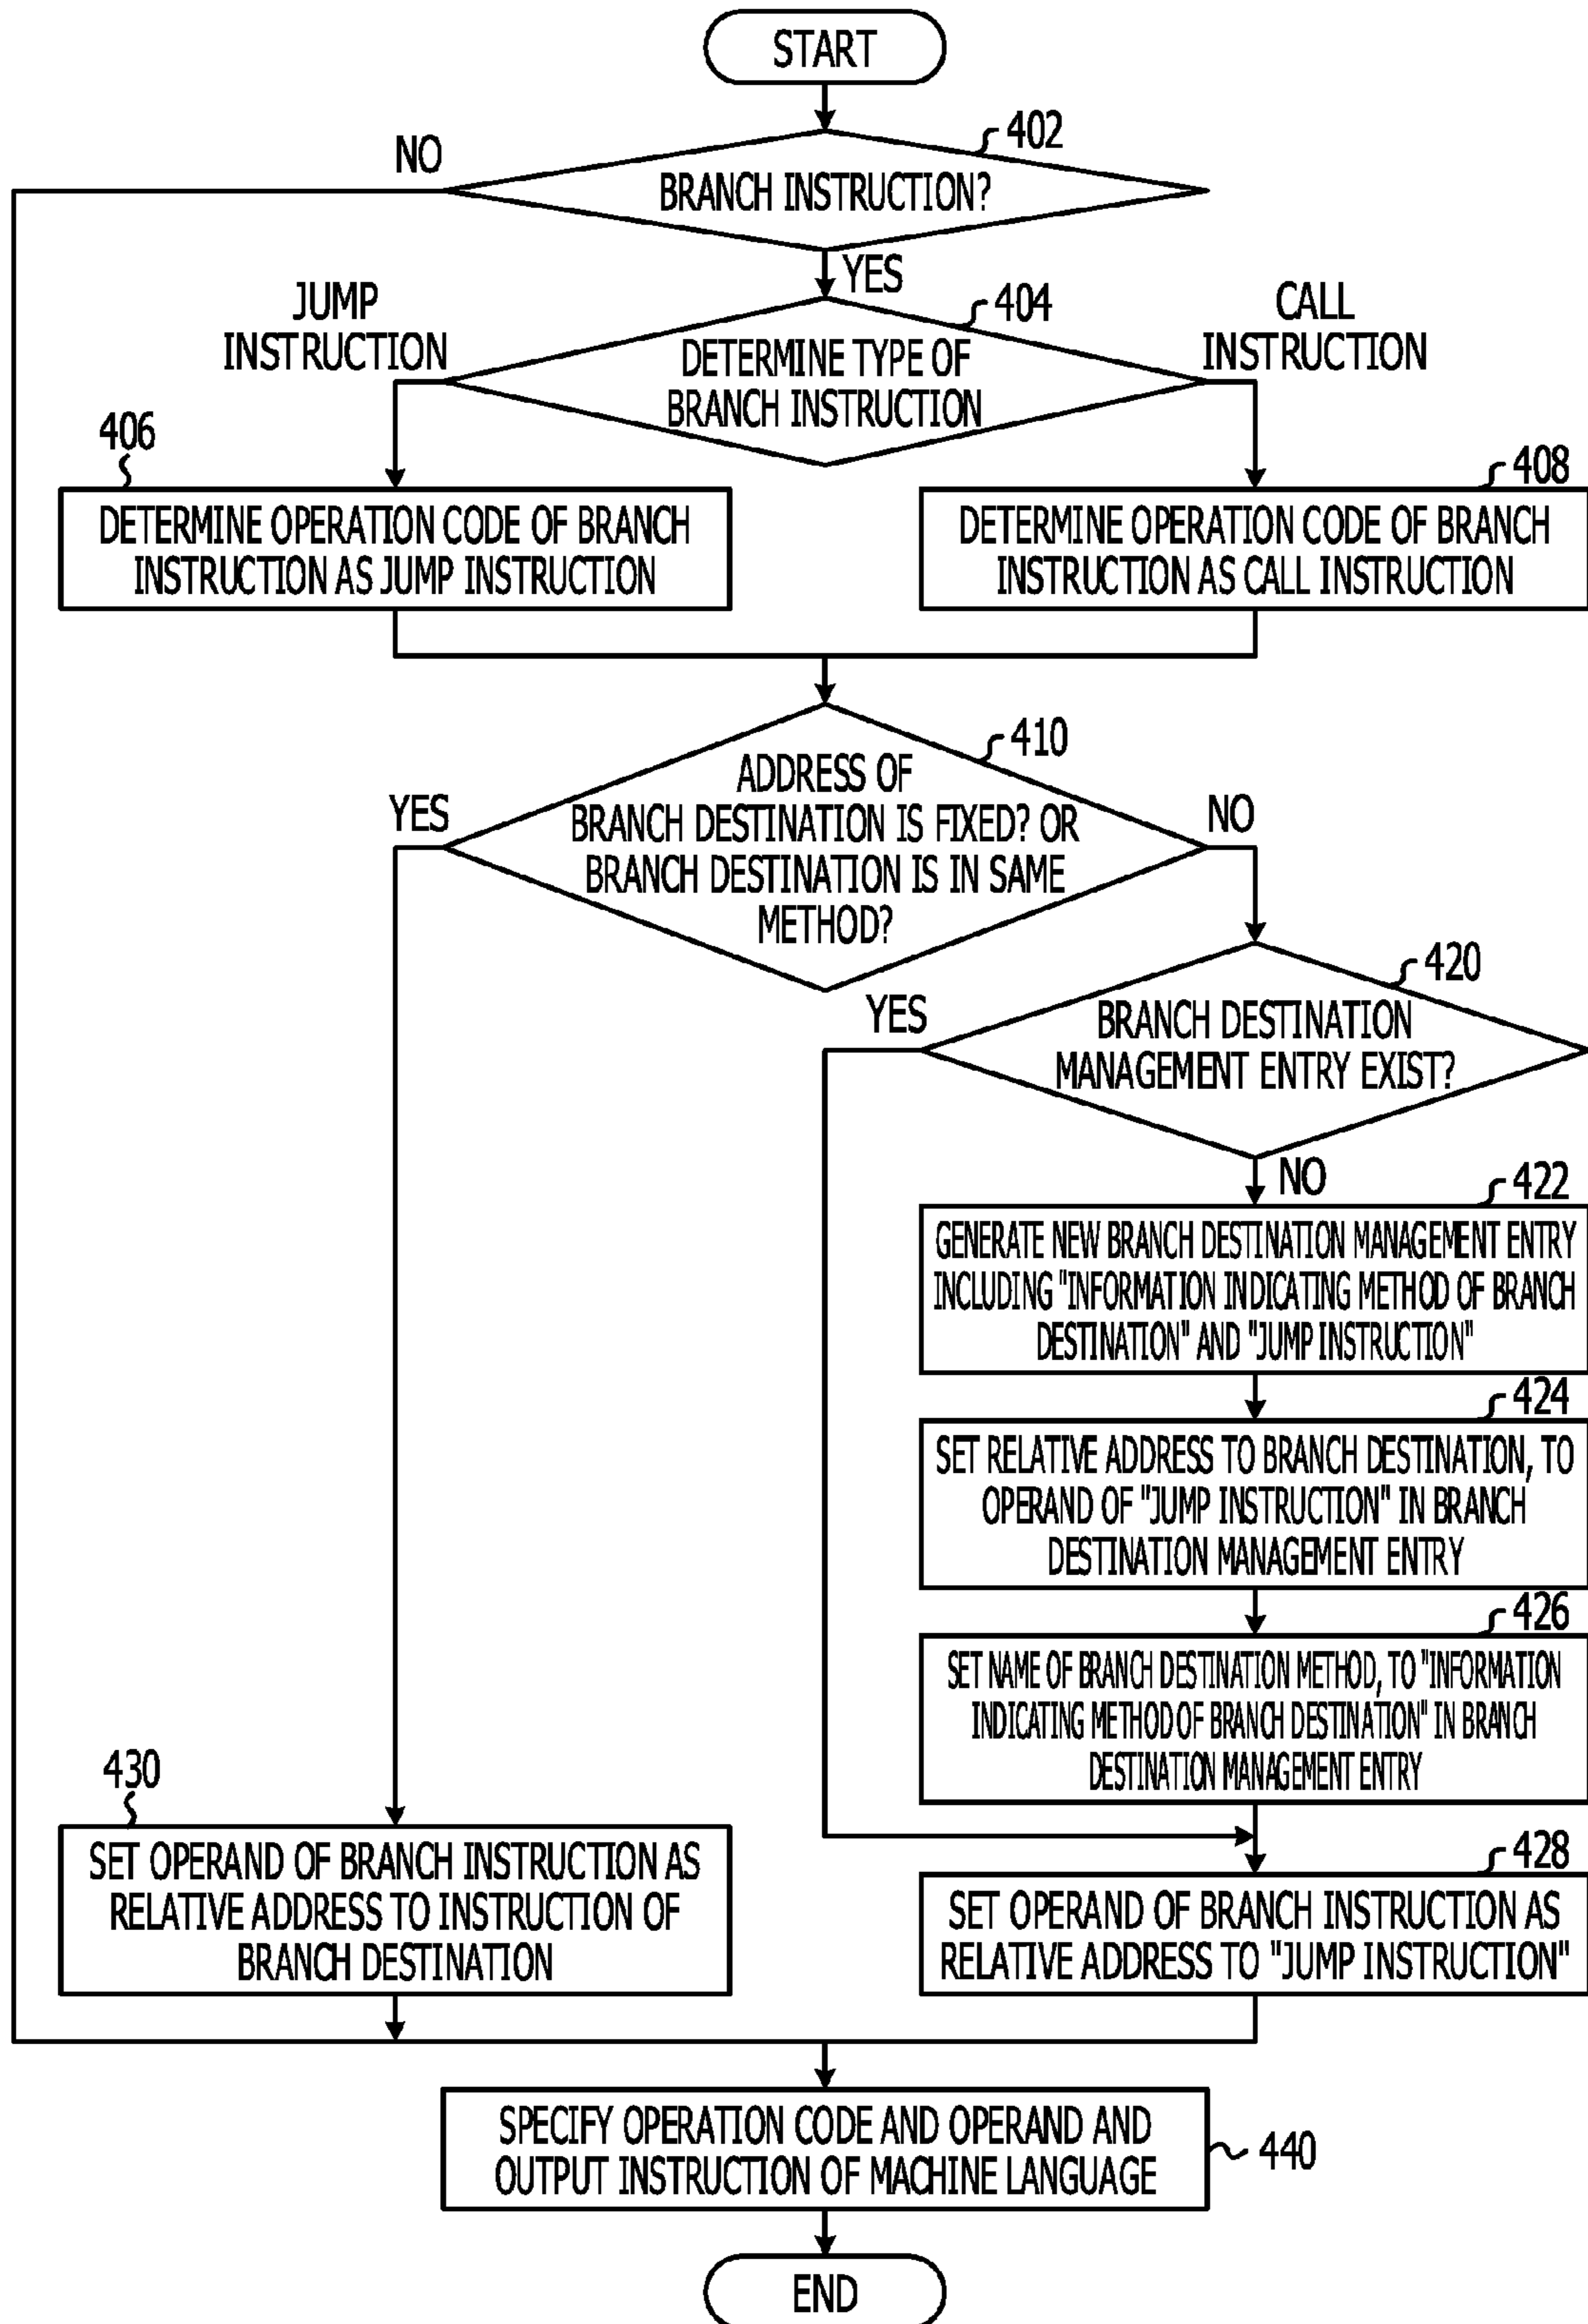 START
402
NO
BRANCH INSTRUCTION?
YES
JUMP
INSTRUCTION
404
CALL
INSTRUCTION
DETERMINE TYPE OF
BRANCH INSTRUCTION
406
DETERMINE OPERATION CODE OF BRANCH
INSTRUCTION AS JUMP INSTRUCTION
408
DETERMINE OPERATION CODE OF BRANCH
INSTRUCTION AS CALL INSTRUCTION
410
YES
ADDRESS OF
BRANCH DESTINATION IS FIXED? OR
BRANCH DESTINATION IS IN SAME
METHOD?
NO
420
YES
BRANCH DESTINATION
MANAGEMENT ENTRY EXIST?
NO
422
GENERATE NEW BRANCH DESTINATION MANAGEMENT ENTRY
INCLUDING "INFORMATION INDICATING METHOD OF BRANCH
DESTINATION" AND "JUMP INSTRUCTION"
424
SET RELATIVE ADDRESS TO BRANCH DESTINATION, TO
OPERAND OF "JUMP INSTRUCTION" IN BRANCH
DESTINATION MANAGEMENT ENTRY
426
SET NAME OF BRANCH DESTINATION METHOD, TO "INFORMATION
INDICATING METHOD OF BRANCH DESTINATION" IN BRANCH
DESTINATION MANAGEMENT ENTRY
430
SET OPERAND OF BRANCH INSTRUCTION AS
RELATIVE ADDRESS TO INSTRUCTION OF
BRANCH DESTINATION
428
SET OPERAND OF BRANCH INSTRUCTION AS
RELATIVE ADDRESS TO "JUMP INSTRUCTION"
SPECIFY OPERATION CODE AND OPERAND AND
OUTPUT INSTRUCTION OF MACHINE LANGUAGE
440
END